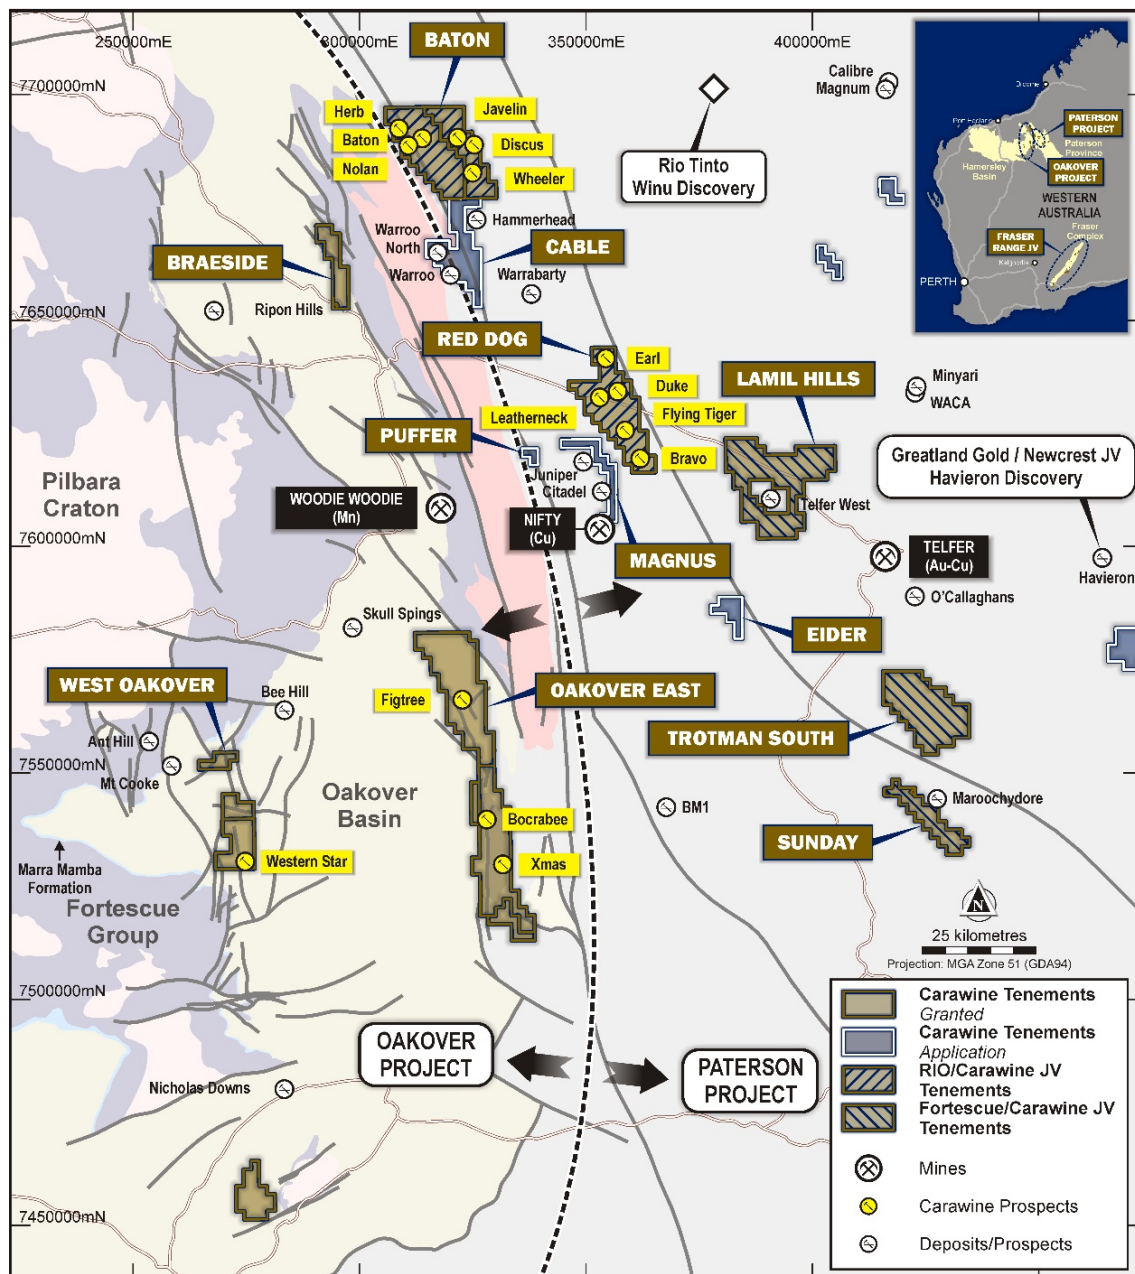 250000mE
300000mE
350000mE
400000mE
BATON
7700000mN
Calibre
Magnum
Herb
Javelin
Baton
Discus
Nolan
Wheeler
Rio Tinto
Winu Discovery
Hammerhead
Warroo
North
CABLE
Warroo
Warrabarty
BRAESIDE
Ripon Hills
7650000mN
Broome
Port Hedland
PATERSON
PROJECT
Paterson
Province
Hamersley
Basin
OAKOVER
PROJECT
WESTERN
AUSTRALIA
Fraser
Complex
FRASER
RANGE JV
Kalgoorlie
PERTH
RED DOG
Earl
Duke
LAMIL HILLS
Minyari
WACA
Leatherneck
Flying Tiger
PUFFER
Bravo
Juniper
Citadel
Greatland Gold / Newcrest JV
Havieron Discovery
Pilbara
Craton
WOODIE WOODIE
(Mn)
Telfer West
NIFTY
(Cu)
7600000mN
MAGNUS
TELFER
(Au-Cu)
Havieron
O'Callaghans
Skull Spings
EIDER
WEST OAKOVER
Bee Hill
Figtree
OAKOVER EAST
TROTMAN SOUTH
Ant Hill
Mt Cooke
7550000mN
Oakover
Basin
BM1
Maroochydore
Bocrabee
SUNDAY
Western Star
Xmas
Marra Mamba
Formation
Fortescue
Group
N
25 kilometres
Projection: MGA Zone 51 (GDA94)
7500000mN
OAKOVER
PROJECT
PATERSON
PROJECT
Nicholas Downs
7450000mN
Carawine Tenements
Granted
Carawine Tenements
Application
RIO/Carawine JV
Tenements
Fortescue/Carawine JV
Tenements
Mines
Carawine Prospects
Deposits/Prospects